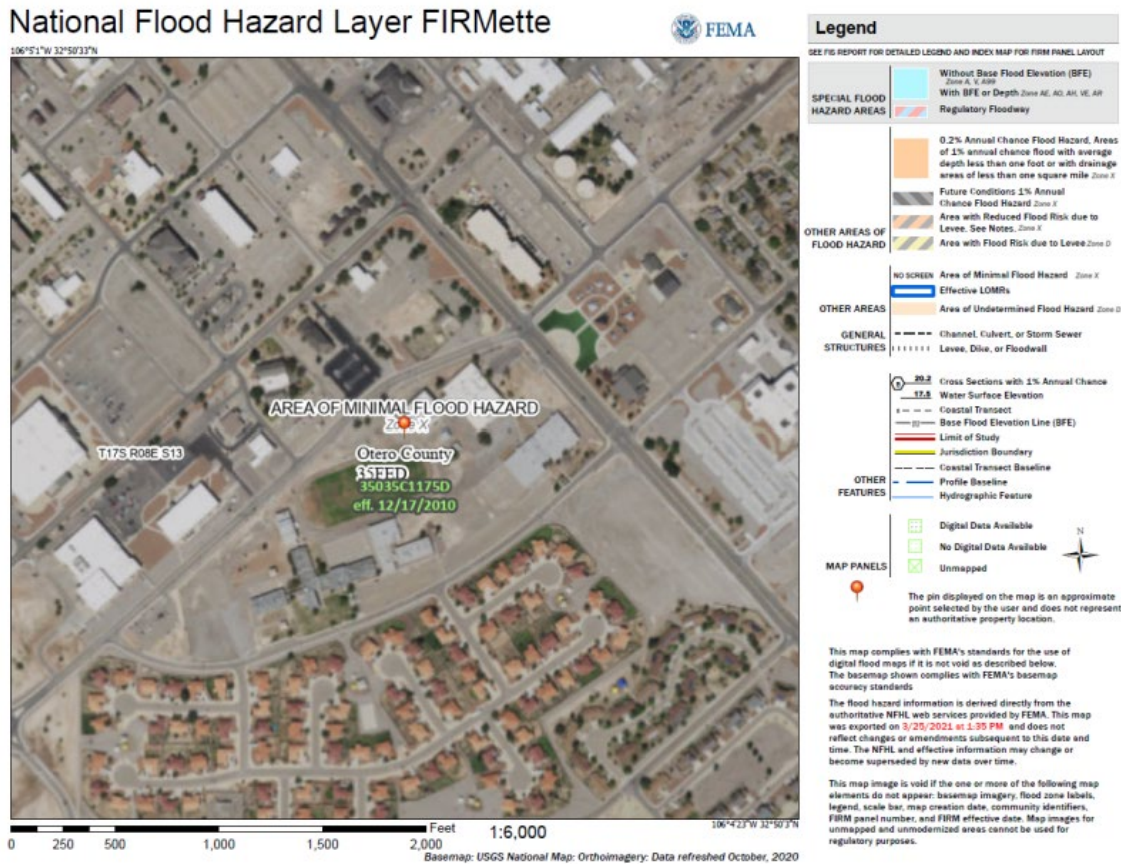 National Flood Hazard Layer FIRMette
FEMA
106°5'1"W 32°50'33"N
AREA OF MINIMAL FLOOD HAZARD
Zone X
T17S R08E S13
Otero County
35FED
35035C1175D
eff. 12/17/2010
106°4'23"W 32°50'3"N
Feet
1:6,000
0
250
500
1,000
1,500
2,000
Basemap: USGS National Map: Orthoimagery: Data refreshed October, 2020
Legend
SEE FIS REPORT FOR DETAILED LEGEND AND INDEX MAP FOR FIRM PANEL LAYOUT
SPECIAL FLOOD
HAZARD AREAS
Without Base Flood Elevation (BFE)
Zone A, V, A99
With BFE or Depth Zone AE, AO, AH, VE, AR
Regulatory Floodway
OTHER AREAS OF
FLOOD HAZARD
0.2% Annual Chance Flood Hazard, Areas
of 1% annual chance flood with average
depth less than one foot or with drainage
areas of less than one square mile Zone X
Future Conditions 1% Annual
Chance Flood Hazard Zone X
Area with Reduced Flood Risk due to
Levee. See Notes. Zone X
Area with Flood Risk due to Levee Zone D
OTHER AREAS
NO SCREEN Area of Minimal Flood Hazard Zone X
Effective LOMRs
Area of Undetermined Flood Hazard Zone D
GENERAL
STRUCTURES
Channel, Culvert, or Storm Sewer
Levee, Dike, or Floodwall
OTHER
FEATURES
20.2 Cross Sections with 1% Annual Chance
17.5 Water Surface Elevation
Coastal Transect
Base Flood Elevation Line (BFE)
Limit of Study
Jurisdiction Boundary
Coastal Transect Baseline
Profile Baseline
Hydrographic Feature
MAP PANELS
Digital Data Available
No Digital Data Available
Unmapped
N
The pin displayed on the map is an approximate
point selected by the user and does not represent
an authoritative property location.
This map complies with FEMA's standards for the use of
digital flood maps if it is not void as described below.
The basemap shown complies with FEMA's basemap
accuracy standards
The flood hazard information is derived directly from the
authoritative NFHL web services provided by FEMA. This map
was exported on 3/25/2021 at 1:35 PM and does not
reflect changes or amendments subsequent to this date and
time. The NFHL and effective information may change or
become superseded by new data over time.
This map image is void if the one or more of the following map
elements do not appear: basemap imagery, flood zone labels,
legend, scale bar, map creation date, community identifiers,
FIRM panel number, and FIRM effective date. Map images for
unmapped and unmodernized areas cannot be used for
regulatory purposes.